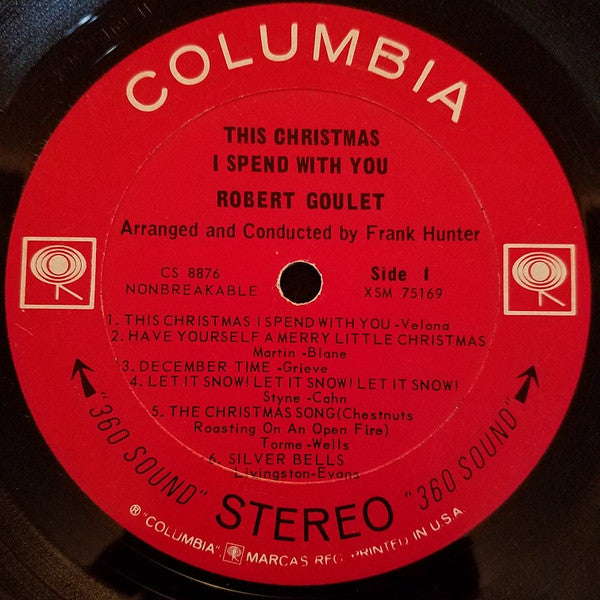 COLUMBIA
THIS CHRISTMAS
I SPEND WITH YOU
ROBERT GOULET
Arranged and Conducted by Frank Hunter
CS 8876
NONBREAKABLE
Side 1
XSM 75169
1. THIS CHRISTMAS I SPEND WITH YOU -Velona
2. HAVE YOURSELF A MERRY LITTLE CHRISTMAS
Martin -Blane
3. DECEMBER TIME -Grieve
4. LET IT SNOW! LET IT SNOW! LET IT SNOW!
Styne -Cahn
5. THE CHRISTMAS SONG (Chestnuts
Roasting On An Open Fire)
Torme -Wells
6. SILVER BELLS
Livingston-Evans
"360 SOUND" STEREO "360 SOUND"
® "COLUMBIA", MARCAS REG. PRINTED IN U.S.A.